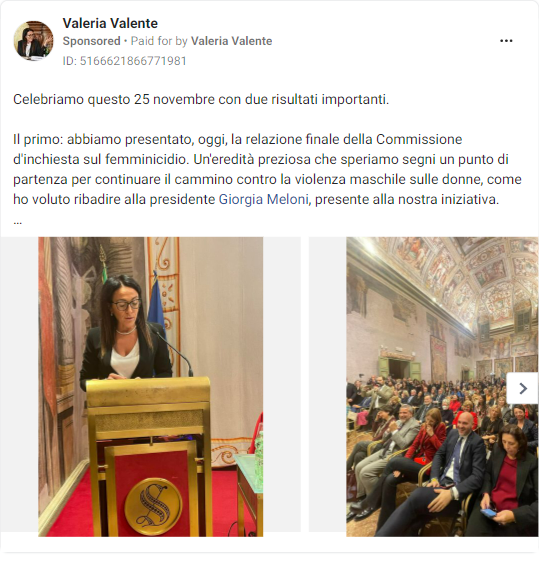 Valeria Valente
Sponsored • Paid for by Valeria Valente
ID: 5166621866771981
Celebriamo questo 25 novembre con due risultati importanti.
Il primo: abbiamo presentato, oggi, la relazione finale della Commissione
d'inchiesta sul femminicidio. Un'eredità preziosa che speriamo segni un punto di
partenza per continuare il cammino contro la violenza maschile sulle donne, come
ho voluto ribadire alla presidente Giorgia Meloni, presente alla nostra iniziativa.
...
S